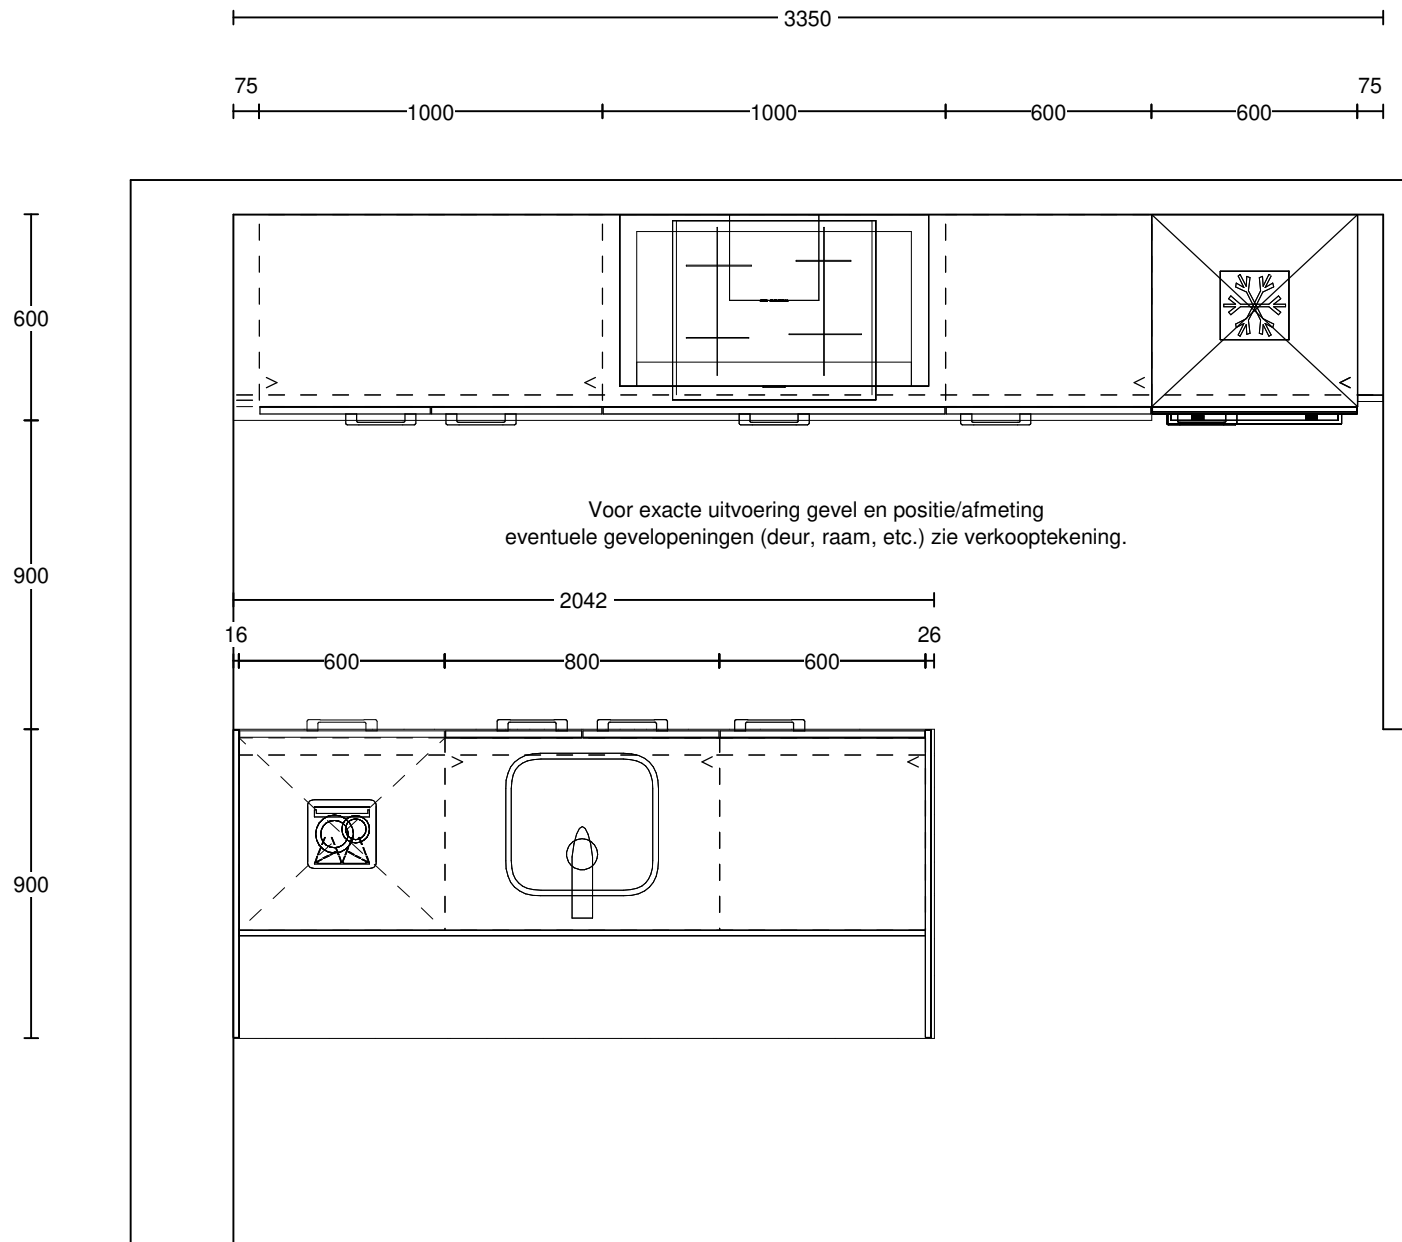 3350
75 75
1000 1000 600 600
600
Voor exacte uitvoering gevel en positie/afmeting
eventuele gevelopeningen (deur, raam, etc.) zie verkooptekening.
900
2042
16 26
600 800 600
900